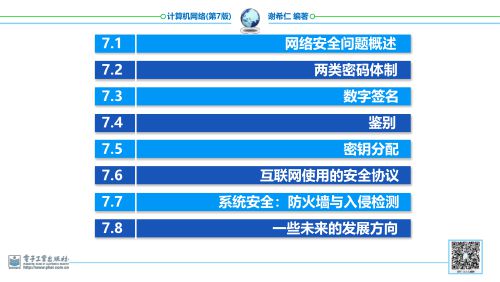 计算机网络(第7版)
谢希仁 编著
7.1 网络安全问题概述
7.2 两类密码体制
7.3 数字签名
7.4 鉴别
7.5 密钥分配
7.6 互联网使用的安全协议
7.7 系统安全：防火墙与入侵检测
7.8 一些未来的发展方向
电子工业出版社
http://www.phei.com.cn